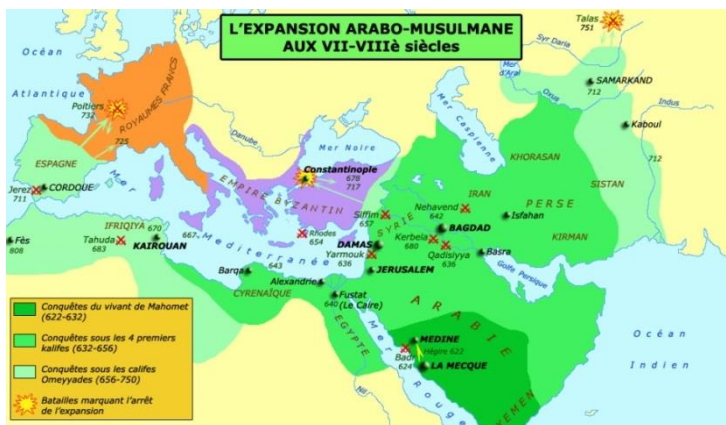 L'EXPANSION ARABO-MUSULMANE
AUX VII-VIIIè siècles
Talas
751
Syr Daria
Océan
Atlantique
Mer
d'Aral
SAMARKAND
712
Oxus
Indus
Poitiers
732
ROYAUMES FRANCS
725
Danube
Mer Noire
Mer Caspienne
Kaboul
712
ESPAGNE
Constantinople
678
717
KHORASAN
EMPIRE BYZANTIN
SISTAN
Jerez
711
CORDOUE
Mer
Mediterranée
Siffim
657
SYRIE
Nehavend
642
IRAN
PERSE
Isfahan
IFRIQIYA
670
667
Rhodes
654
BAGDAD
KIRMAN
Fès
808
Tahuda
683
KAIROUAN
DAMAS
Yarmouk
636
Kerbela
680
Qadisiyya
636
Basra
Barqa
643
JERUSALEM
Golfe Persique
CYRENAÏQUE
Alexandrie
640
Fustat
(Le Caire)
EGYPTE
ARABIE
Océan
Indien
MEDINE
Hégire 622
Badr
624
LA MECQUE
Mer Rouge
Nil
YEMEN
Conquêtes du vivant de Mahomet
(622-632)
Conquêtes sous les 4 premiers
kalifes (632-656)
Conquêtes sous les califes
Omeyyades (656-750)
Batailles marquant l'arrêt
de l'expansion